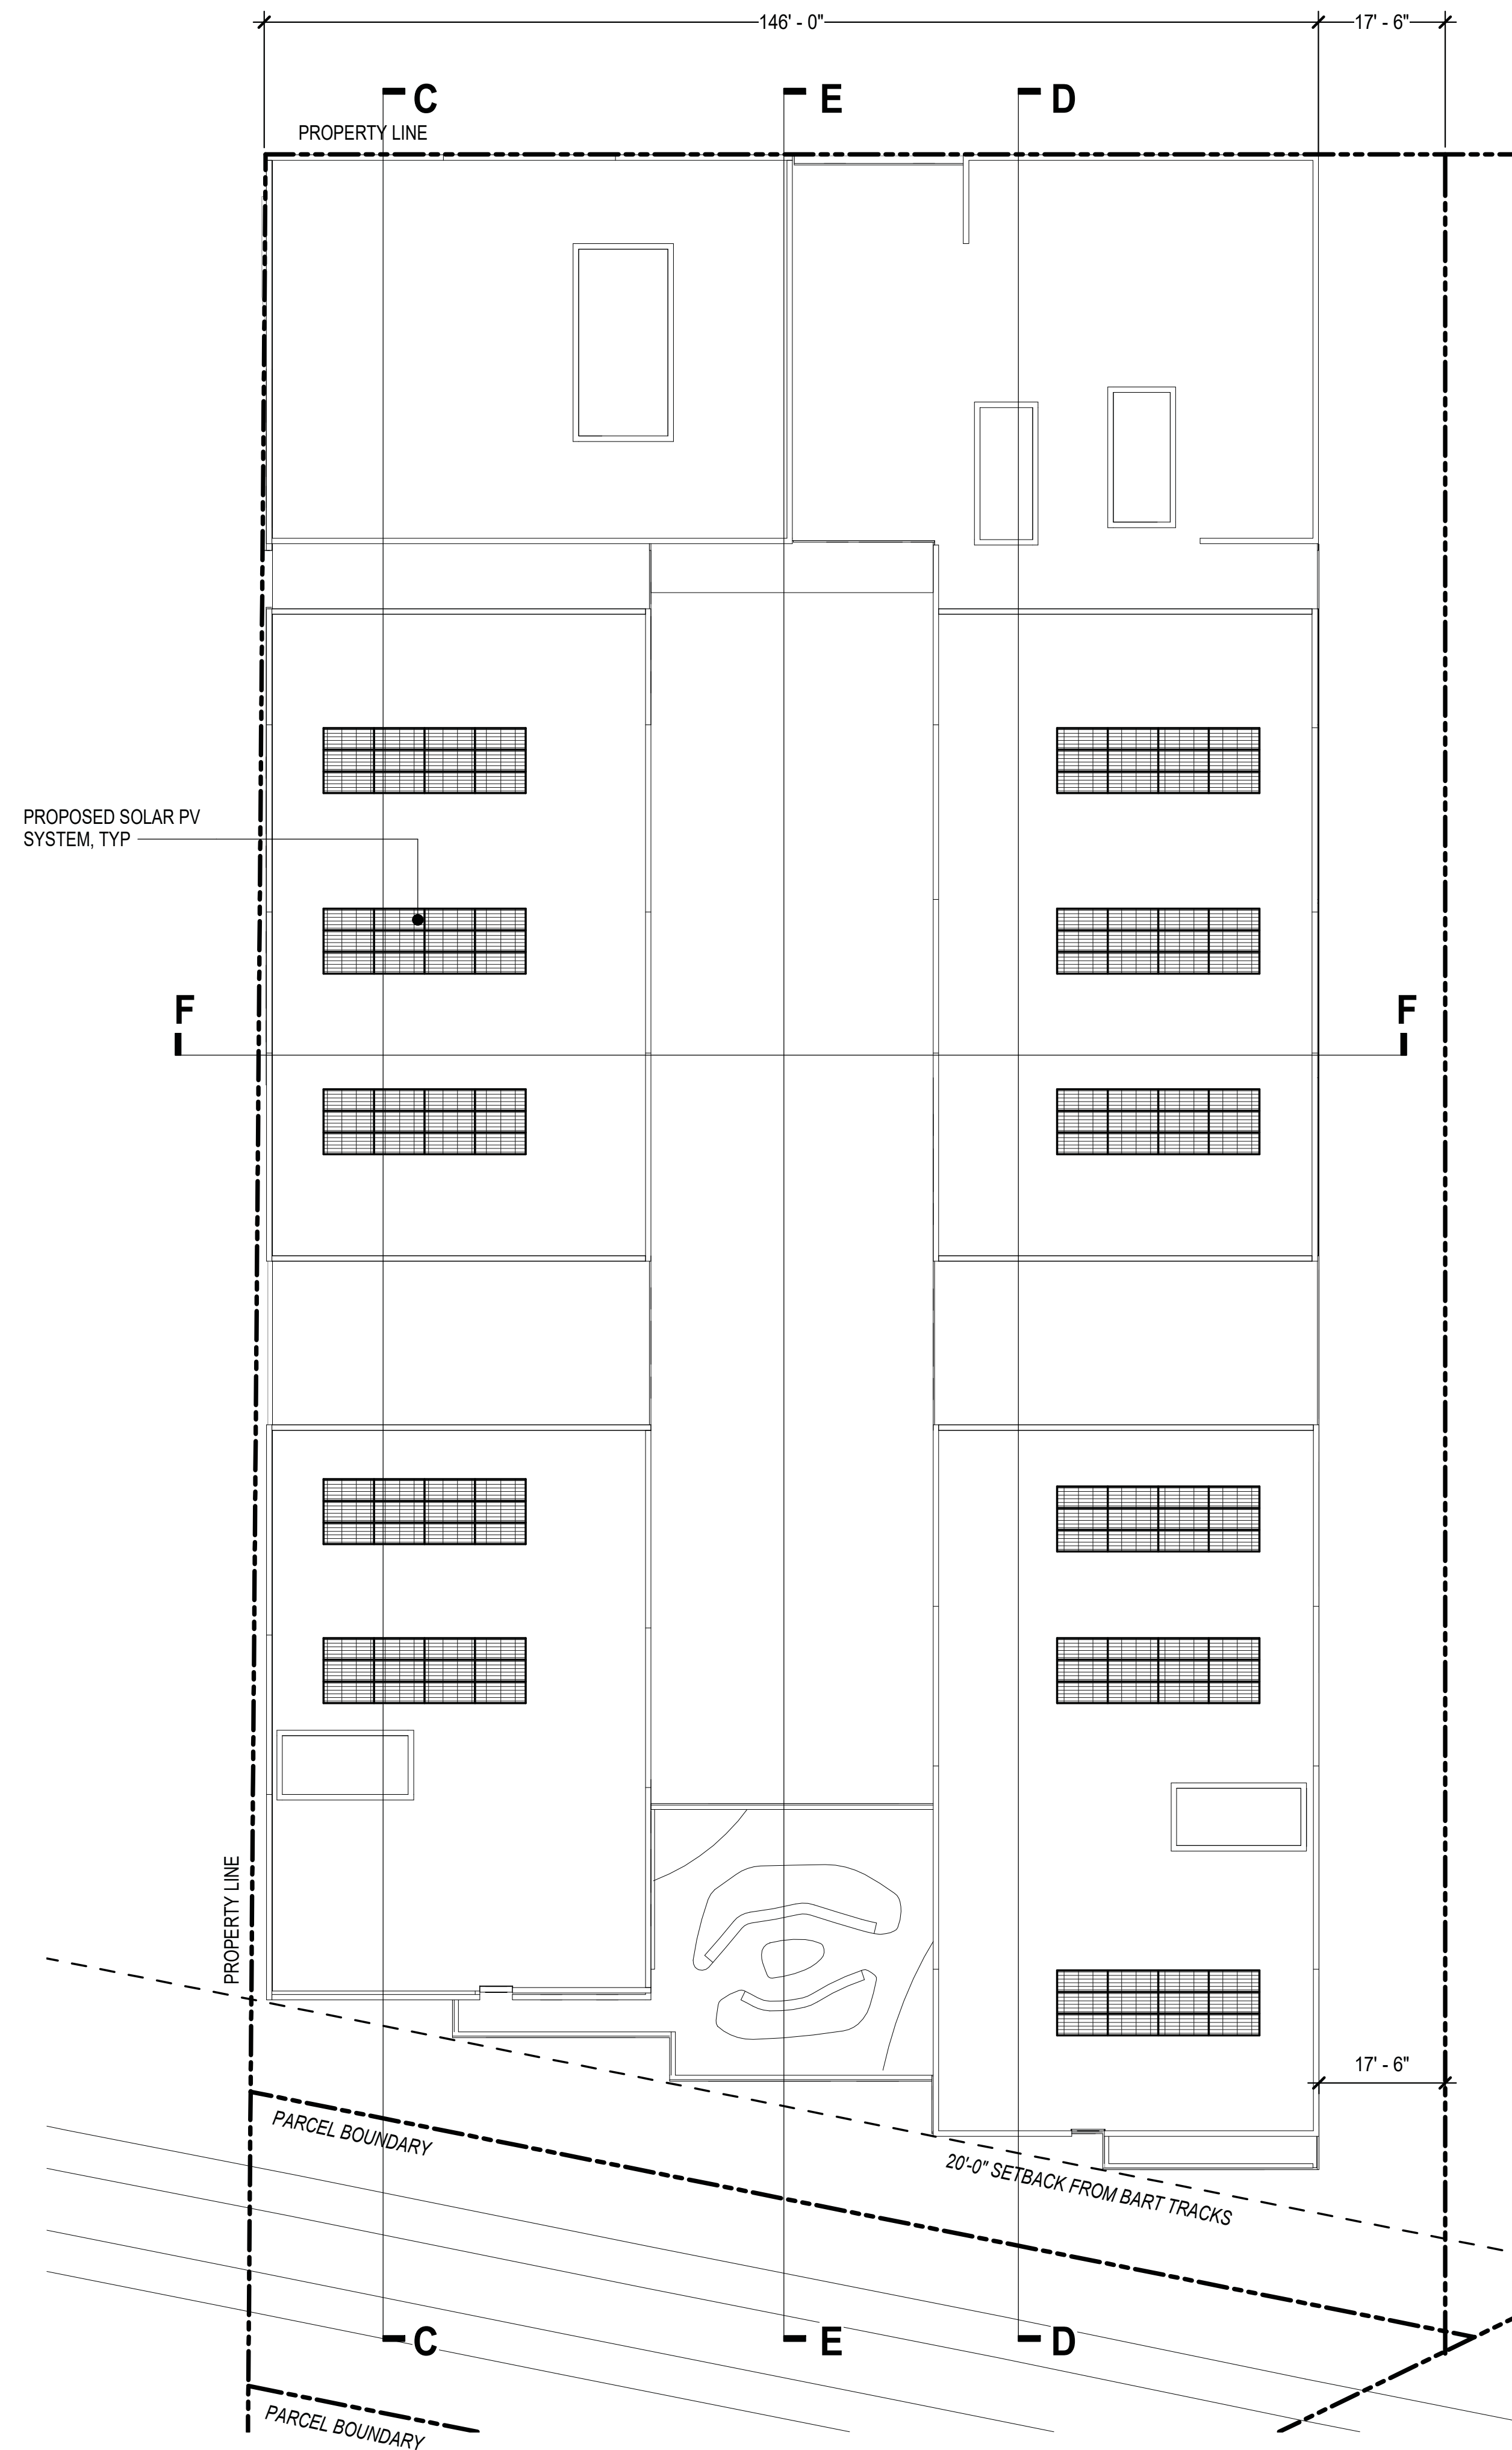 146' - 0"
17' - 6"
C
E
D
PROPERTY LINE
PROPOSED SOLAR PV
SYSTEM, TYP
F
F
PROPERTY LINE
17' - 6"
PARCEL BOUNDARY
20'-0" SETBACK FROM BART TRACKS
C
E
D
PARCEL BOUNDARY